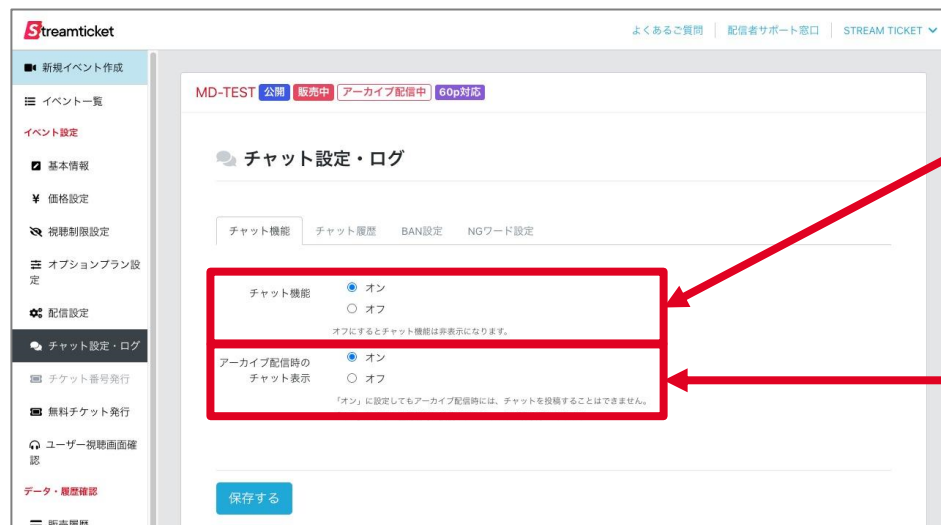 Streamticket
よくあるご質問 配信者サポート窓口 STREAM TICKET
新規イベント作成
イベント一覧
イベント設定
基本情報
価格設定
視聴制限設定
オプションプラン設
定
配信設定
チャット設定・ログ
チケット番号発行
無料チケット発行
ユーザー視聴画面確
認
データ・履歴確認
販売履歴
MD-TEST 公開 販売中 アーカイブ配信中 60p対応
チャット設定・ログ
チャット機能 チャット履歴 BAN設定 NGワード設定
チャット機能 オン
オフ
オフにするとチャット機能は非表示になります。
アーカイブ配信時の オン
チャット表示 オフ
「オン」に設定してもアーカイブ配信時には、チャットを投稿することはできません。
保存する